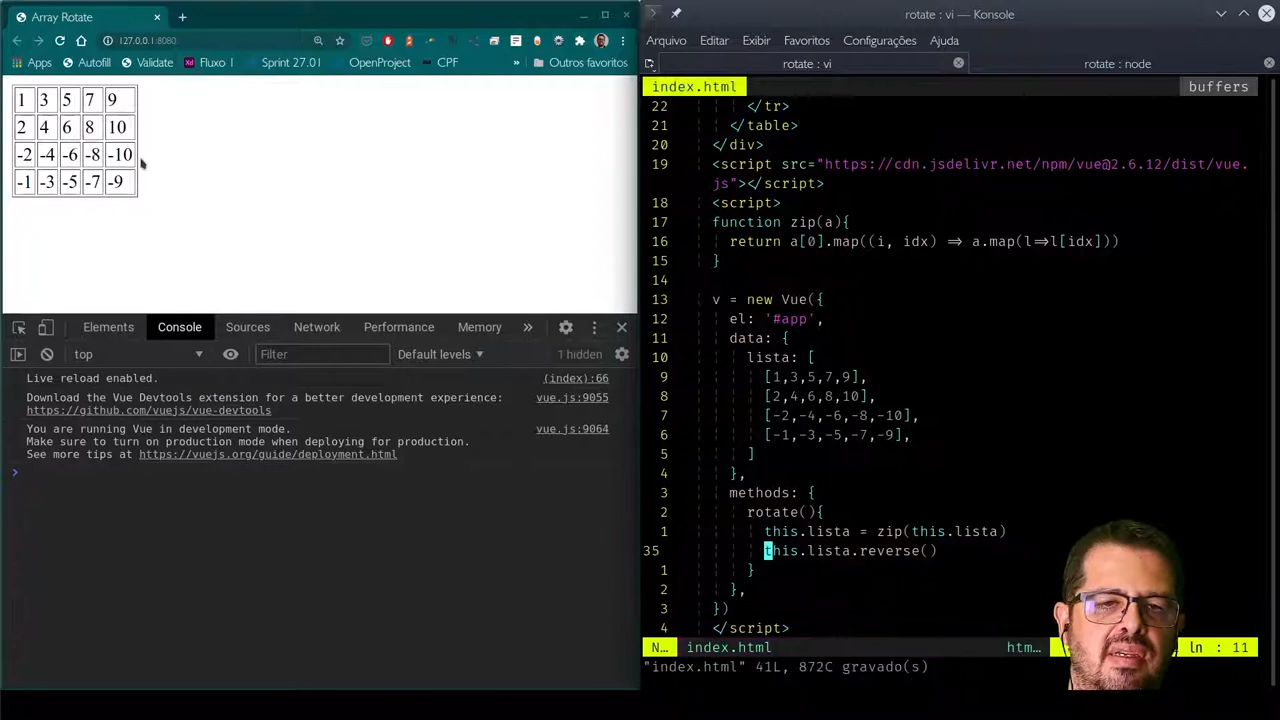 Array Rotate
127.0.0.1:8080
Apps Autofill Validate Fluxo I Sprint 27.01 OpenProject CPF » Outros favoritos
1 3 5 7 9
2 4 6 8 10
-2 -4 -6 -8 -10
-1 -3 -5 -7 -9
Elements Console Sources Network Performance Memory »
top Filter Default levels 1 hidden
Live reload enabled. (index):66
Download the Vue Devtools extension for a better development experience: vue.js:9055
https://github.com/vuejs/vue-devtools
You are running Vue in development mode. vue.js:9064
Make sure to turn on production mode when deploying for production.
See more tips at https://vuejs.org/guide/deployment.html
rotate : vi — Konsole
Arquivo Editar Exibir Favoritos Configurações Ajuda
rotate : vi rotate : node
index.html buffers
22 </tr>
21 </table>
20 </div>
19 <script src="https://cdn.jsdelivr.net/npm/vue@2.6.12/dist/vue.
js"></script>
18 <script>
17 function zip(a){
16 return a[0].map((i, idx) => a.map(l=>l[idx]))
15 }
14
13 v = new Vue({
12 el: '#app',
11 data: {
10 lista: [
9 [1,3,5,7,9],
8 [2,4,6,8,10],
7 [-2,-4,-6,-8,-10],
6 [-1,-3,-5,-7,-9],
5 ]
4 },
3 methods: {
2 rotate(){
1 this.lista = zip(this.lista)
35 this.lista.reverse()
1 }
2 },
3 })
4 </script>
N… index.html htm… ln : 11
"index.html" 41L, 872C gravado(s)